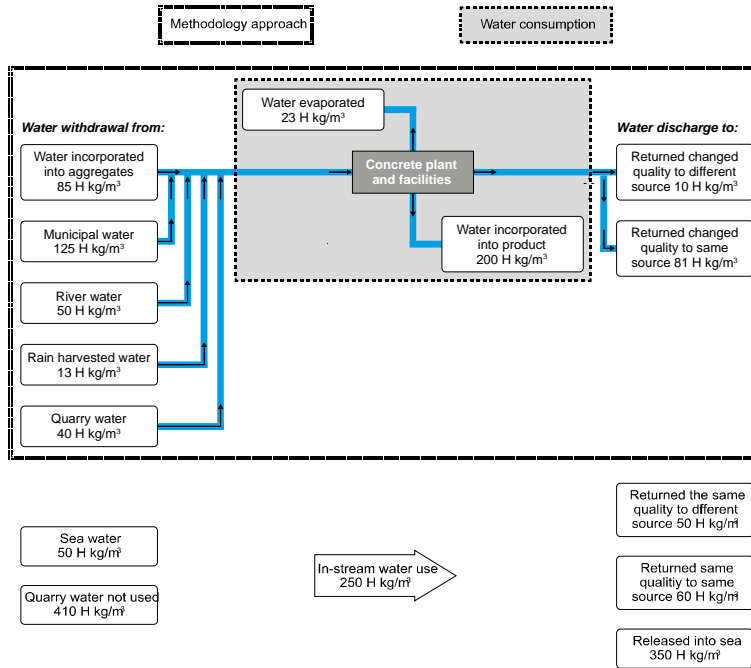 Methodology approach
Water consumption
Water withdrawal from:
Water incorporated
into aggregates
85 H kg/m³
Municipal water
125 H kg/m³
River water
50 H kg/m³
Rain harvested water
13 H kg/m³
Quarry water
40 H kg/m³
Water evaporated
23 H kg/m³
Concrete plant
and facilities
Water incorporated
into product
200 H kg/m³
Water discharge to:
Returned changed
quality to different
source 10 H kg/m³
Returned changed
quality to same
source 81 H kg/m³
Sea water
50 H kg/m³
Quarry water not used
410 H kg/m³
In-stream water use
250 H kg/m³
Returned the same
quality to different
source 50 H kg/m³
Returned same
qualitiy to same
source 60 H kg/m³
Released into sea
350 H kg/m³